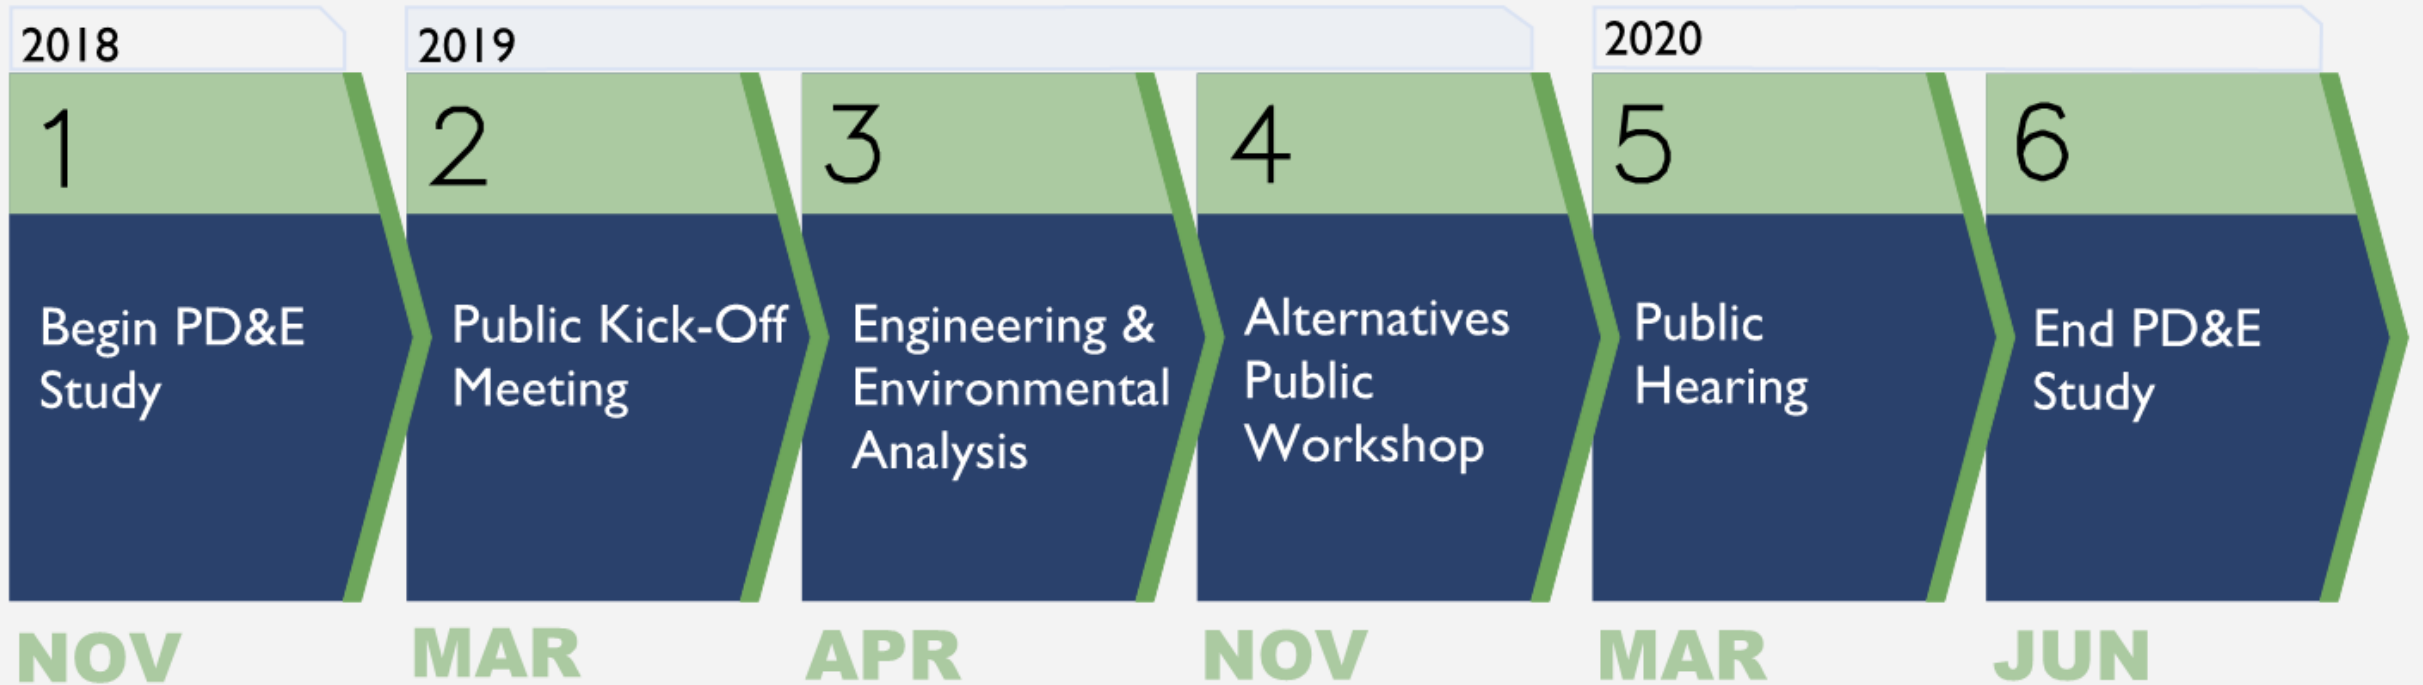 2018
2019
2020
1
2
3
4
5
6
Begin PD&E
Study
Public Kick-Off
Meeting
Engineering &
Environmental
Analysis
Alternatives
Public
Workshop
Public
Hearing
End PD&E
Study
NOV
MAR
APR
NOV
MAR
JUN